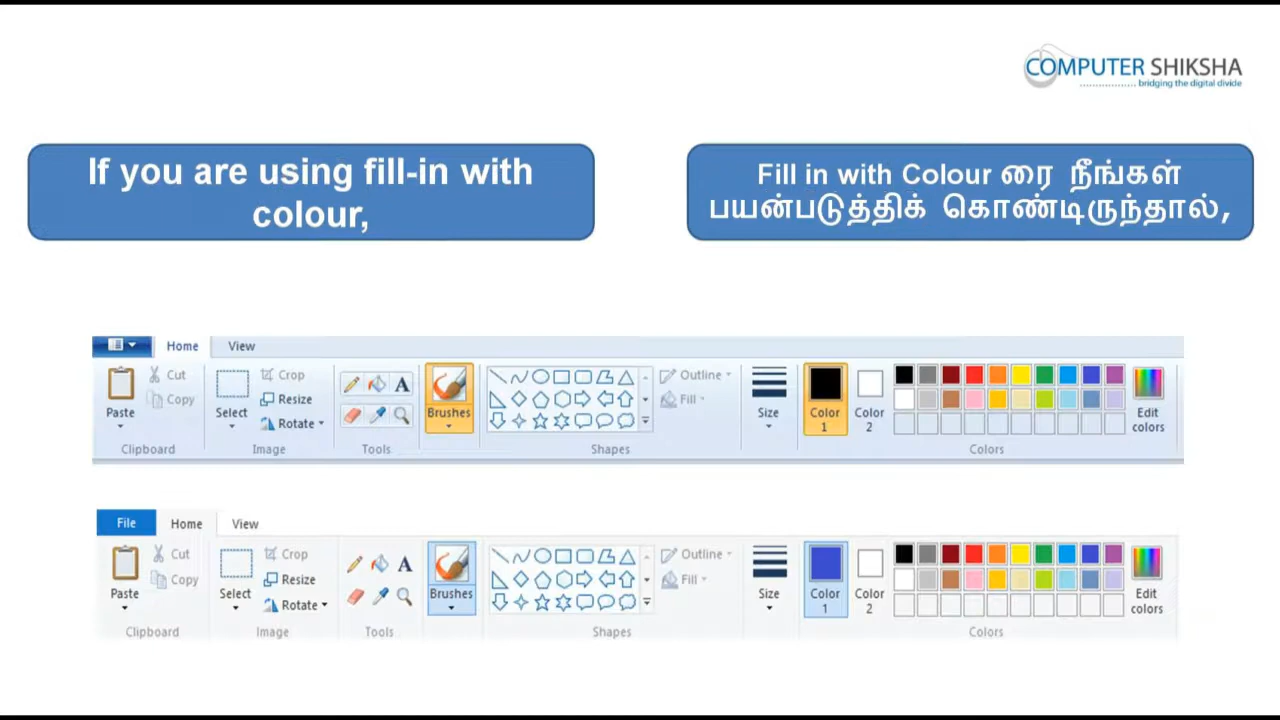 COMPUTER SHIKSHA
bridging the digital divide
If you are using fill-in with
colour,
Fill in with Colour ரை நீங்கள்
பயன்படுத்திக் கொண்டிருந்தால்,
Home View
Cut
Copy
Paste
Clipboard
Crop
Resize
Rotate
Select
Image
Tools
Brushes
Outline
Fill
Shapes
Size
Color
1
Color
2
Edit
colors
Colors
File Home View
Cut
Copy
Paste
Clipboard
Crop
Resize
Rotate
Select
Image
Tools
Brushes
Outline
Fill
Shapes
Size
Color
1
Color
2
Edit
colors
Colors